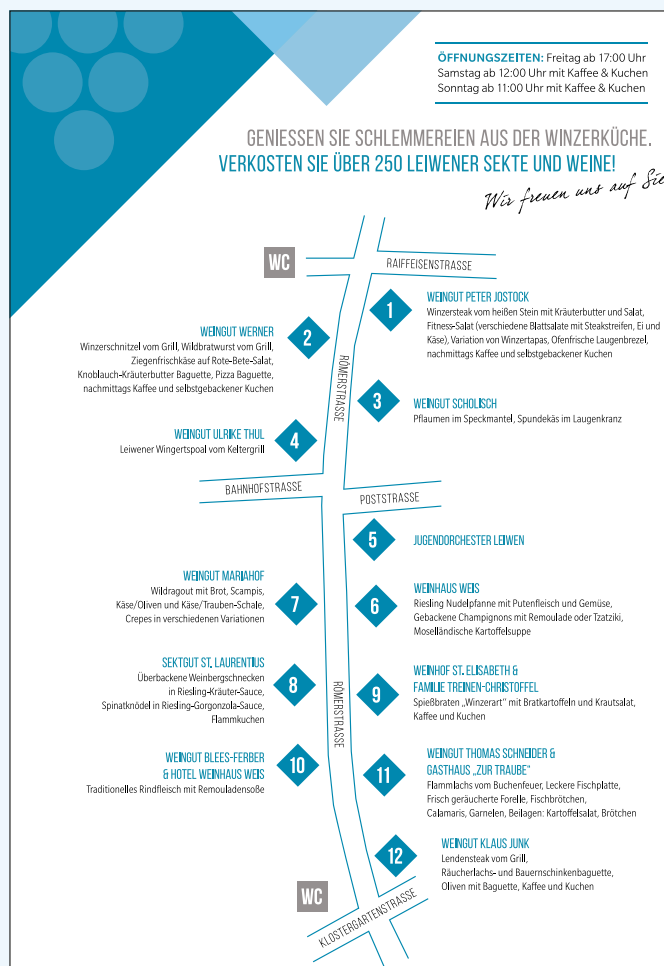 ÖFFNUNGSZEITEN: Freitag ab 17:00 Uhr
Samstag ab 12:00 Uhr mit Kaffee & Kuchen
Sonntag ab 11:00 Uhr mit Kaffee & Kuchen
GENIESSEN SIE SCHLEMMEREIEN AUS DER WINZERKÜCHE.
VERKOSTEN SIE ÜBER 250 LEIWENER SEKTE UND WEINE!
Wir freuen uns auf Sie
WC
RAIFFEISENSTRASSE
1
WEINGUT PETER JOSTOCK
Winzersteak vom heißen Stein mit Kräuterbutter und Salat,
Fitness-Salat (verschiedene Blattsalate mit Steakstreifen, Ei und
Käse), Variation von Winzertapas, Ofenfrische Laugenbrezel,
nachmittags Kaffee und selbstgebackener Kuchen
WEINGUT WERNER
2
Winzerschnitzel vom Grill, Wildbratwurst vom Grill,
Ziegenfrischkäse auf Rote-Bete-Salat,
Knoblauch-Kräuterbutter Baguette, Pizza Baguette,
nachmittags Kaffee und selbstgebackener Kuchen
RÖMERSTRASSE
3
WEINGUT SCHOLISCH
Pflaumen im Speckmantel, Spundekäs im Laugenkranz
WEINGUT ULRIKE THUL
4
Leiwener Wingertspoal vom Keltergrill
BAHNHOFSTRASSE
POSTSTRASSE
5
JUGENDORCHESTER LEIWEN
WEINGUT MARIAHOF
7
Wildragout mit Brot, Scampis,
Käse/Oliven und Käse/Trauben-Schale,
Crepes in verschiedenen Variationen
6
WEINHAUS WEIS
Riesling Nudelpfanne mit Putenfleisch und Gemüse,
Gebackene Champignons mit Remoulade oder Tzatziki,
Moselländische Kartoffelsuppe
SEKTGUT ST. LAURENTIUS
8
Überbackene Weinbergschnecken
in Riesling-Kräuter-Sauce,
Spinatknödel in Riesling-Gorgonzola-Sauce,
Flammkuchen
RÖMERSTRASSE
9
WEINHOF ST. ELISABETH &
FAMILIE TREINEN-CHRISTOFFEL
Spießbraten „Winzerart“ mit Bratkartoffeln und Krautsalat,
Kaffee und Kuchen
WEINGUT BLEES-FERBER
& HOTEL WEINHAUS WEIS
10
Traditionelles Rindfleisch mit Remouladensoße
11
WEINGUT THOMAS SCHNEIDER &
GASTHAUS „ZUR TRAUBE“
Flammlachs vom Buchenfeuer, Leckere Fischplatte,
Frisch geräucherte Forelle, Fischbrötchen,
Calamaris, Garnelen, Beilagen: Kartoffelsalat, Brötchen
12
WEINGUT KLAUS JUNK
Lendensteak vom Grill,
Räucherlachs- und Bauernschinkenbaguette,
Oliven mit Baguette, Kaffee und Kuchen
WC
KLOSTERGARTENSTRASSE